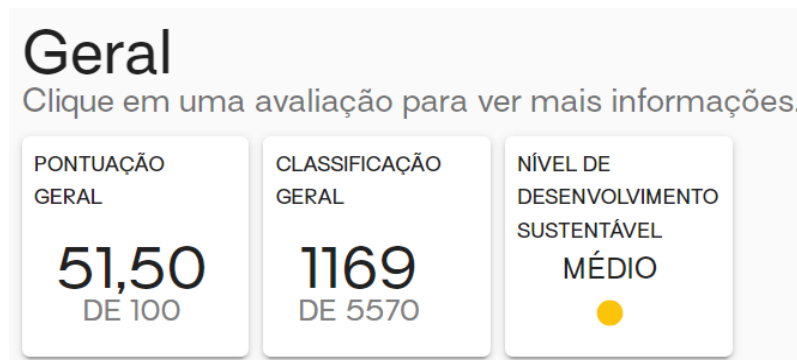 Geral
Clique em uma avaliação para ver mais informações.
PONTUAÇÃO
GERAL
51,50
DE 100
CLASSIFICAÇÃO
GERAL
1169
DE 5570
NÍVEL DE
DESENVOLVIMENTO
SUSTENTÁVEL
MÉDIO